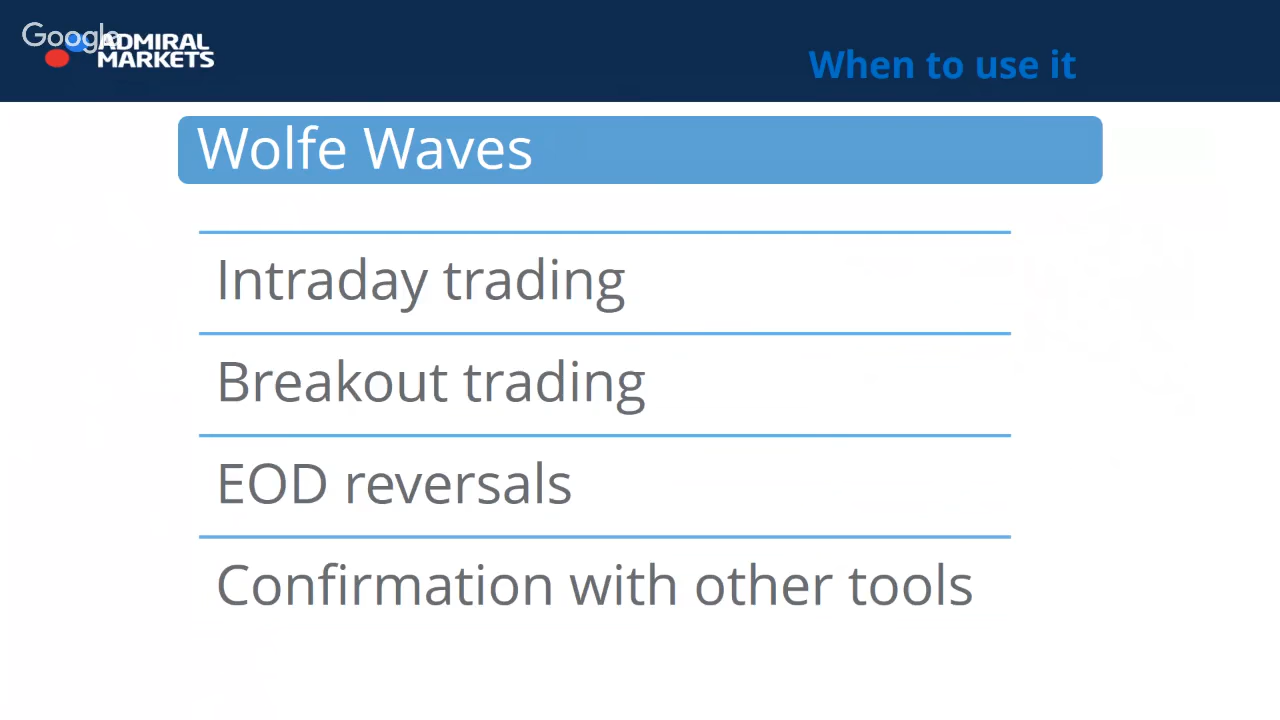 Google
ADMIRAL
MARKETS
When to use it
Wolfe Waves
Intraday trading
Breakout trading
EOD reversals
Confirmation with other tools